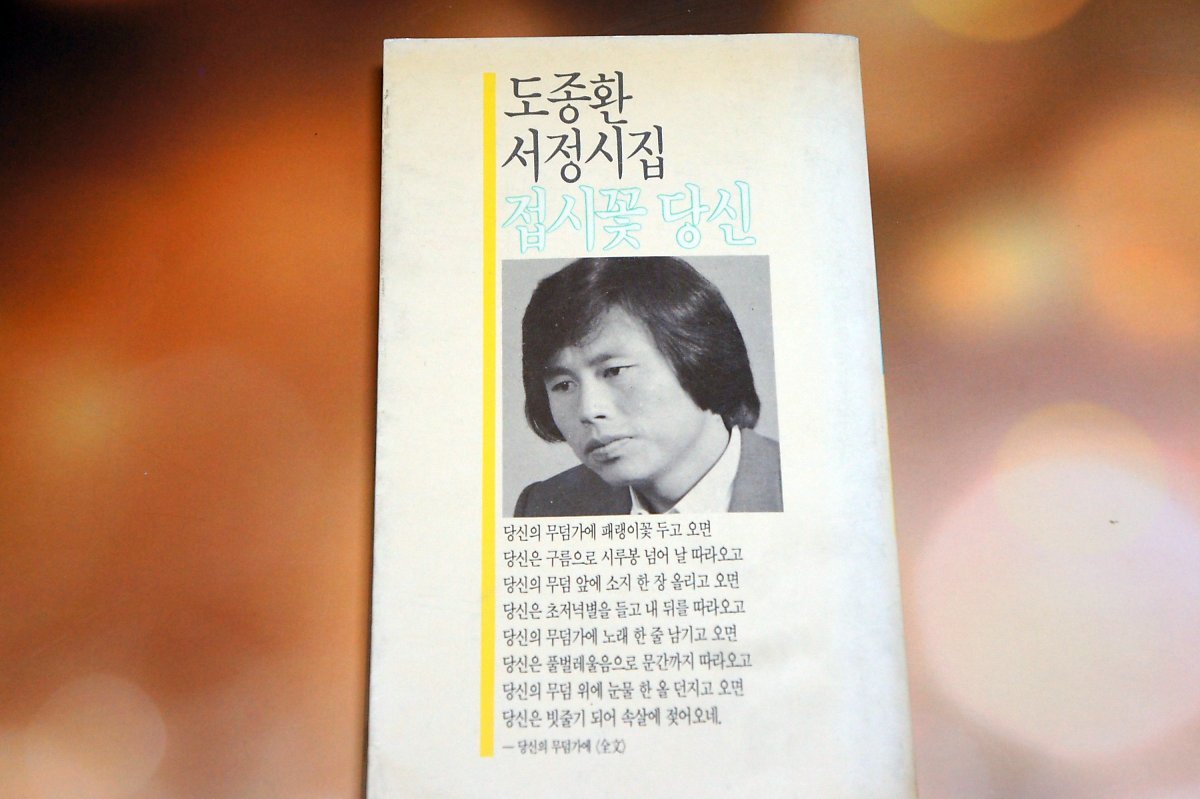 도종환
서정시집
접시꽃 당신
당신의 무덤가에 패랭이꽃 두고 오면
당신은 구름으로 시루봉 넘어 날 따라오고
당신의 무덤 앞에 소지 한 장 올리고 오면
당신은 초저녁별을 들고 내 뒤를 따라오고
당신의 무덤가에 노래 한 줄 남기고 오면
당신은 풀벌레울음으로 문간까지 따라오고
당신의 무덤 위에 눈물 한 올 던지고 오면
당신은 빗줄기 되어 속살에 젖어오네.
— 당신의 무덤가에 〈全文〉